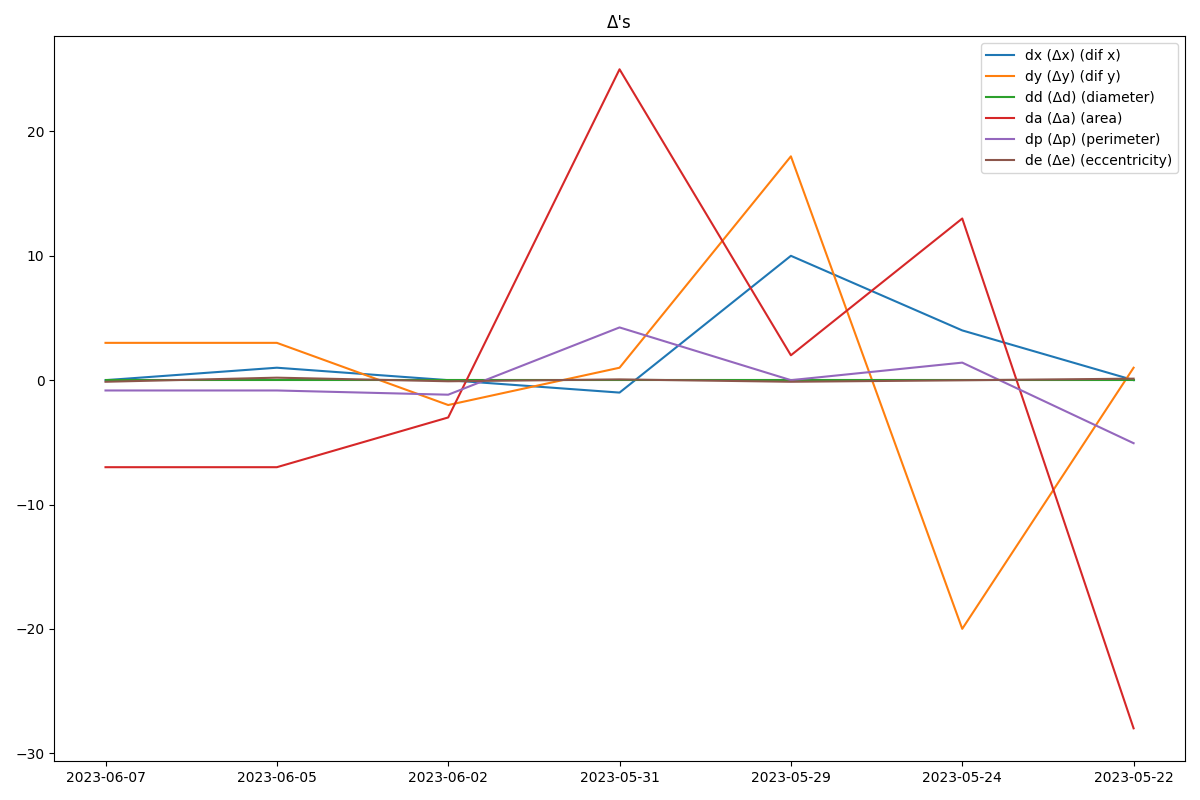 Δ's
dx (Δx) (dif x)
dy (Δy) (dif y)
dd (Δd) (diameter)
da (Δa) (area)
dp (Δp) (perimeter)
de (Δe) (eccentricity)
20
10
0
−10
−20
−30
2023-06-07 2023-06-05 2023-06-02 2023-05-31 2023-05-29 2023-05-24 2023-05-22